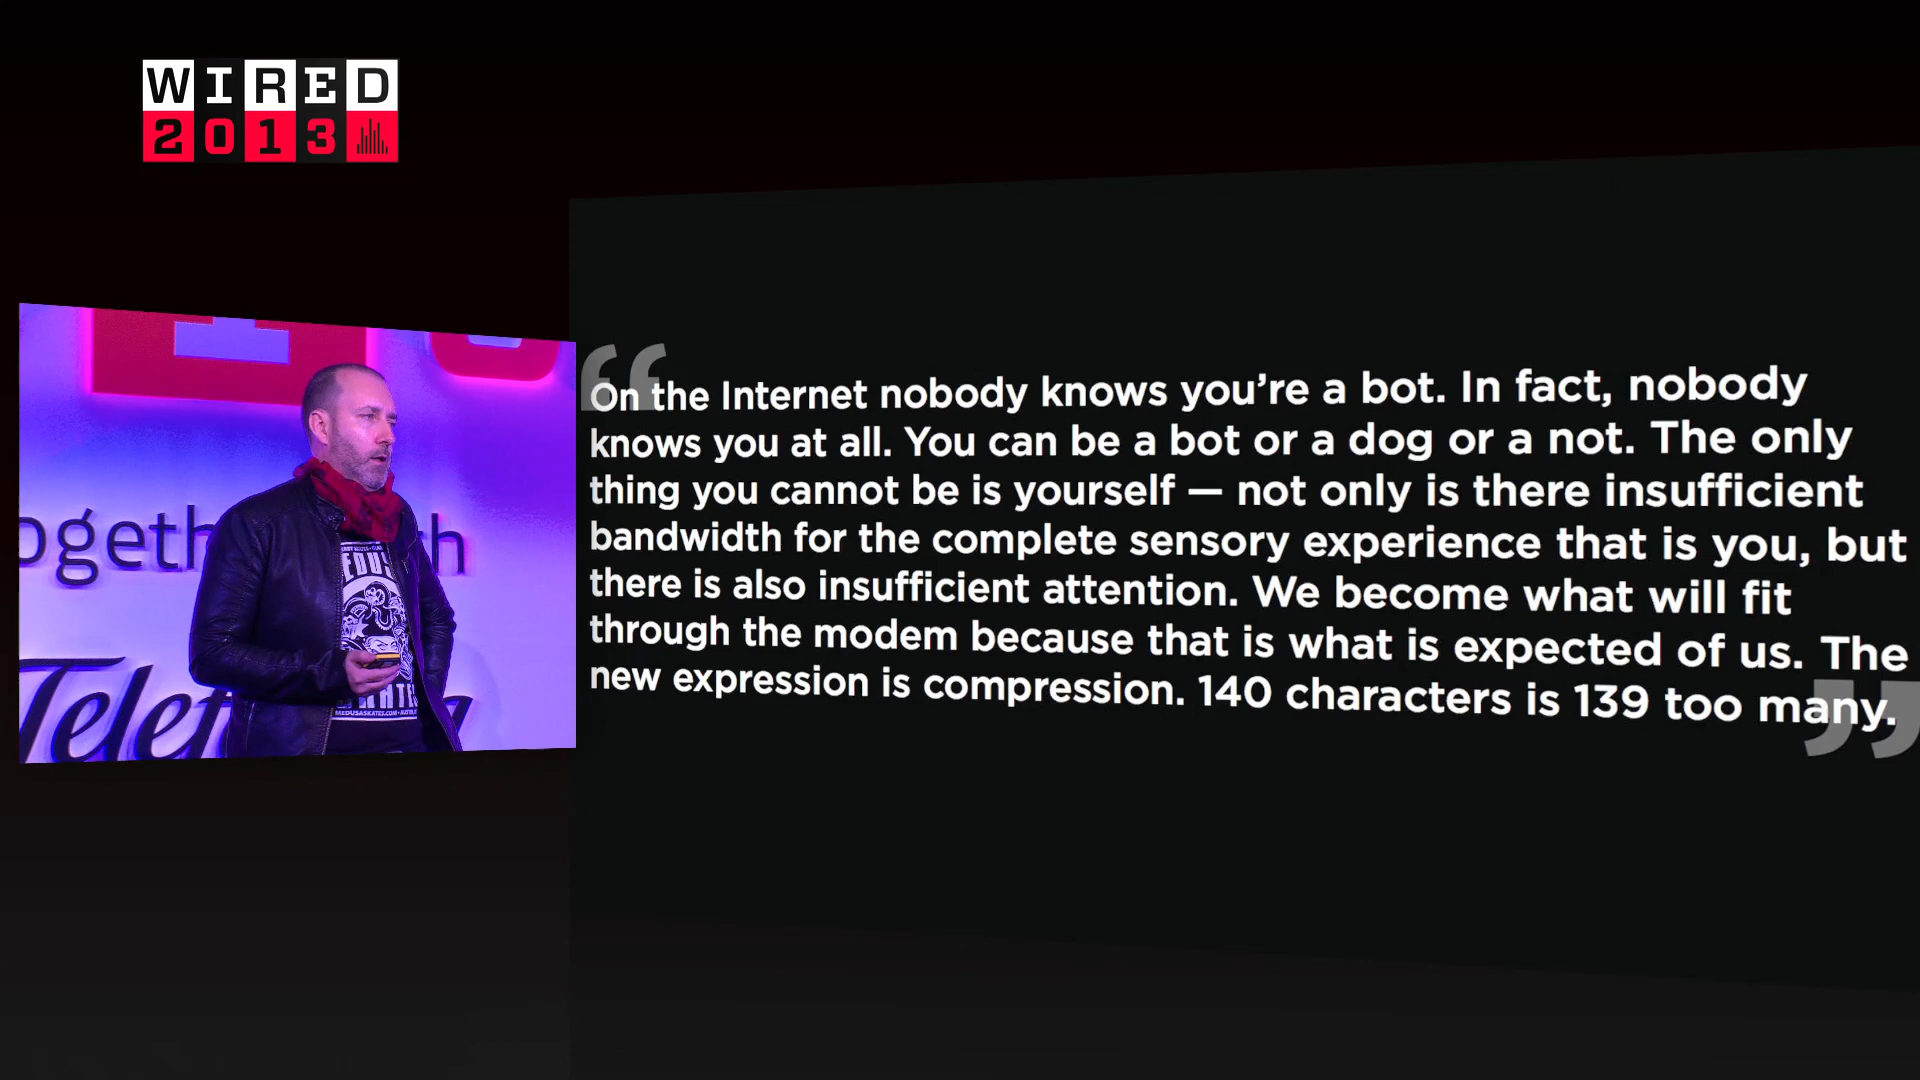 WIRED
2013
ogeth h
Telef a
MEDUSASKATES.COM
“On the Internet nobody knows you’re a bot. In fact, nobody
knows you at all. You can be a bot or a dog or a not. The only
thing you cannot be is yourself — not only is there insufficient
bandwidth for the complete sensory experience that is you, but
there is also insufficient attention. We become what will fit
through the modem because that is what is expected of us. The
new expression is compression. 140 characters is 139 too many.”